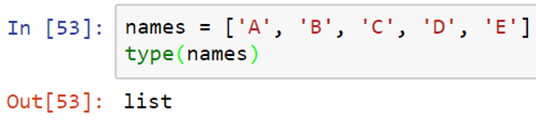 In [53]: names = ['A', 'B', 'C', 'D', 'E']
type(names)
Out[53]: list